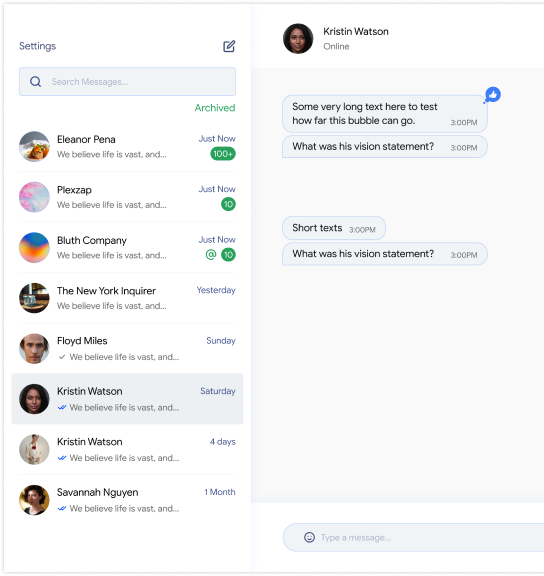 Settings
Search Messages...
Archived
Eleanor Pena Just Now
We believe life is vast, and... 100+
Plexzap Just Now
We believe life is vast, and... 10
Bluth Company Just Now
We believe life is vast, and... @ 10
The New York Inquirer Yesterday
We believe life is vast, and...
Floyd Miles Sunday
We believe life is vast, and...
Kristin Watson Saturday
We believe life is vast, and...
Kristin Watson 4 days
We believe life is vast, and...
Savannah Nguyen 1 Month
We believe life is vast, and...
Kristin Watson
Online
Some very long text here to test
how far this bubble can go. 3:00PM
What was his vision statement? 3:00PM
Short texts 3:00PM
What was his vision statement? 3:00PM
Type a message...